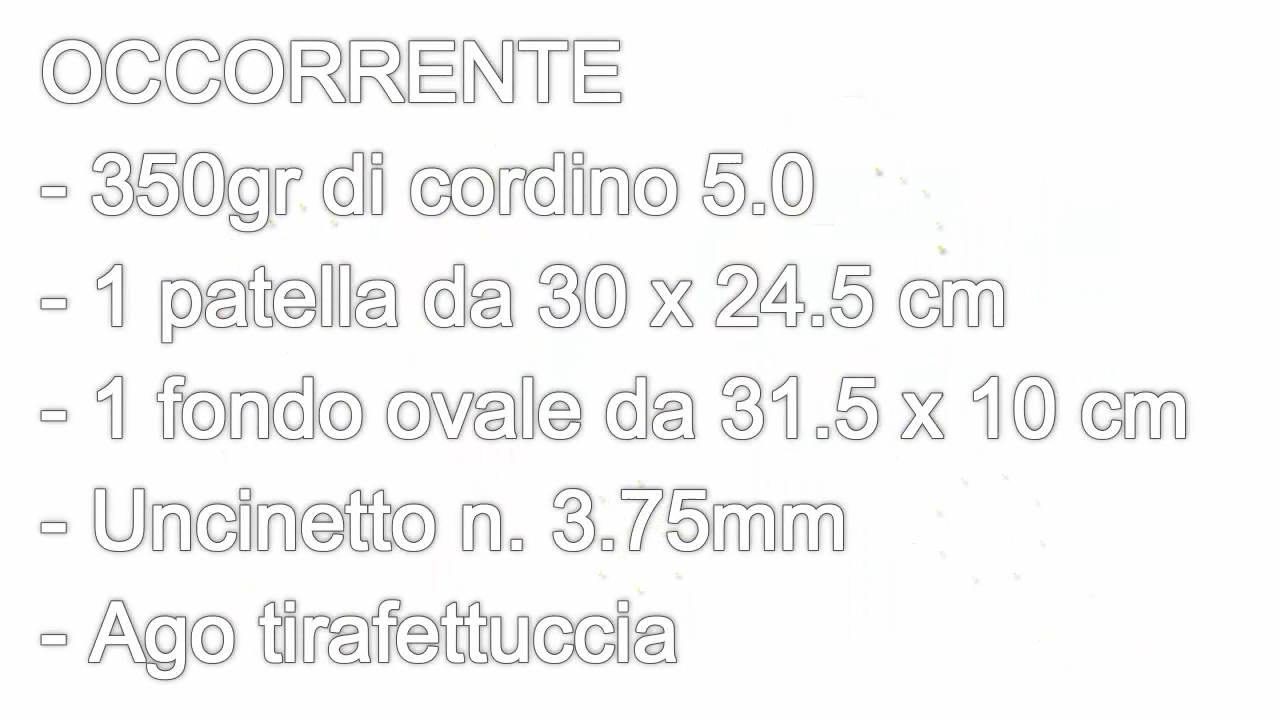 OCCORRENTE
- 350gr di cordino 5.0
- 1 patella da 30 x 24.5 cm
- 1 fondo ovale da 31.5 x 10 cm
- Uncinetto n. 3.75mm
- Ago tirafettuccia